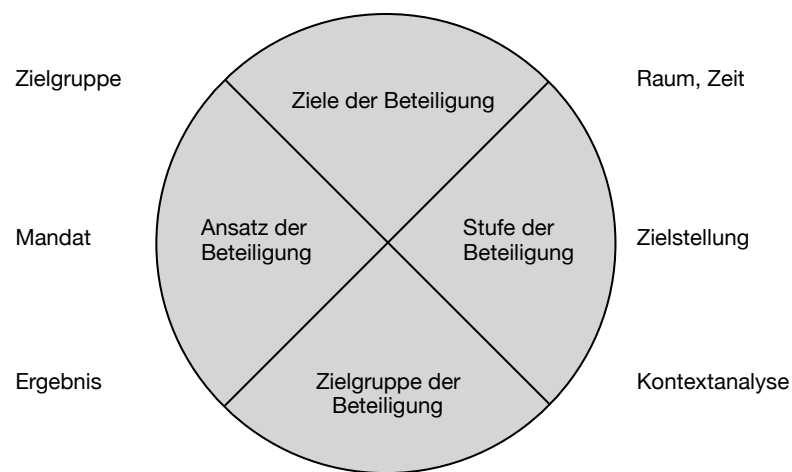 Zielgruppe
Raum, Zeit
Ziele der Beteiligung
Mandat
Ansatz der
Beteiligung
Stufe der
Beteiligung
Zielstellung
Ergebnis
Zielgruppe der
Beteiligung
Kontextanalyse